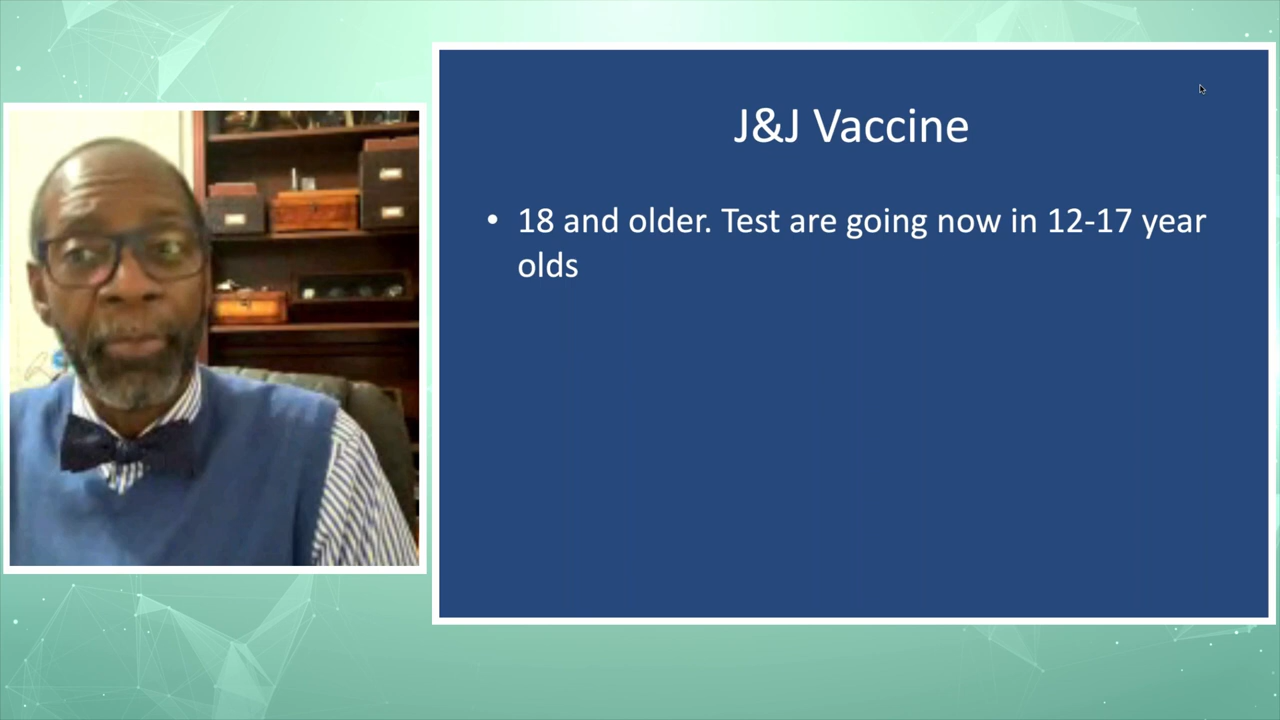 J&J Vaccine
• 18 and older. Test are going now in 12-17 year
olds